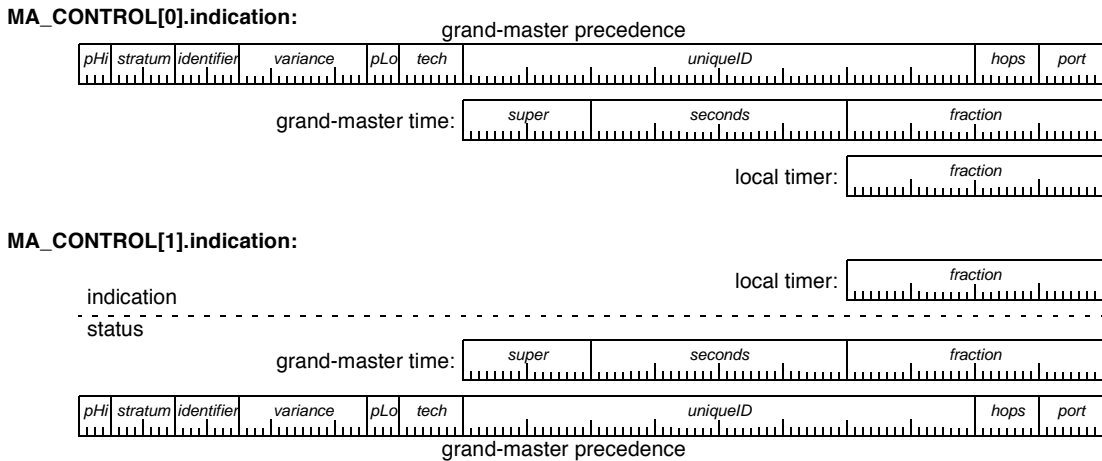 MA_CONTROL[0].indication:
grand-master precedence
pHi stratum identifier variance pLo tech uniqueID hops port
grand-master time: super seconds fraction
local timer: fraction
MA_CONTROL[1].indication:
local timer: fraction
indication
status
grand-master time: super seconds fraction
pHi stratum identifier variance pLo tech uniqueID hops port
grand-master precedence